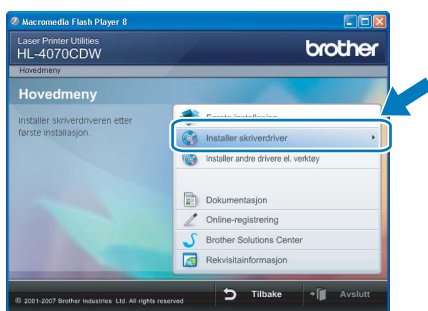 Macromedia Flash Player 8
Laser Printer Utilities
HL-4070CDW
brother
Hovedmeny
Hovedmeny
Installer skriverdriveren etter
første installasjon.
Første installasjon
Installer skriverdriver
Installer andre drivere el. verktøy
Dokumentasjon
Online-registrering
Brother Solutions Center
Rekvisitainformasjon
© 2001-2007 Brother Industries Ltd. All rights reserved
Tilbake
Avslutt